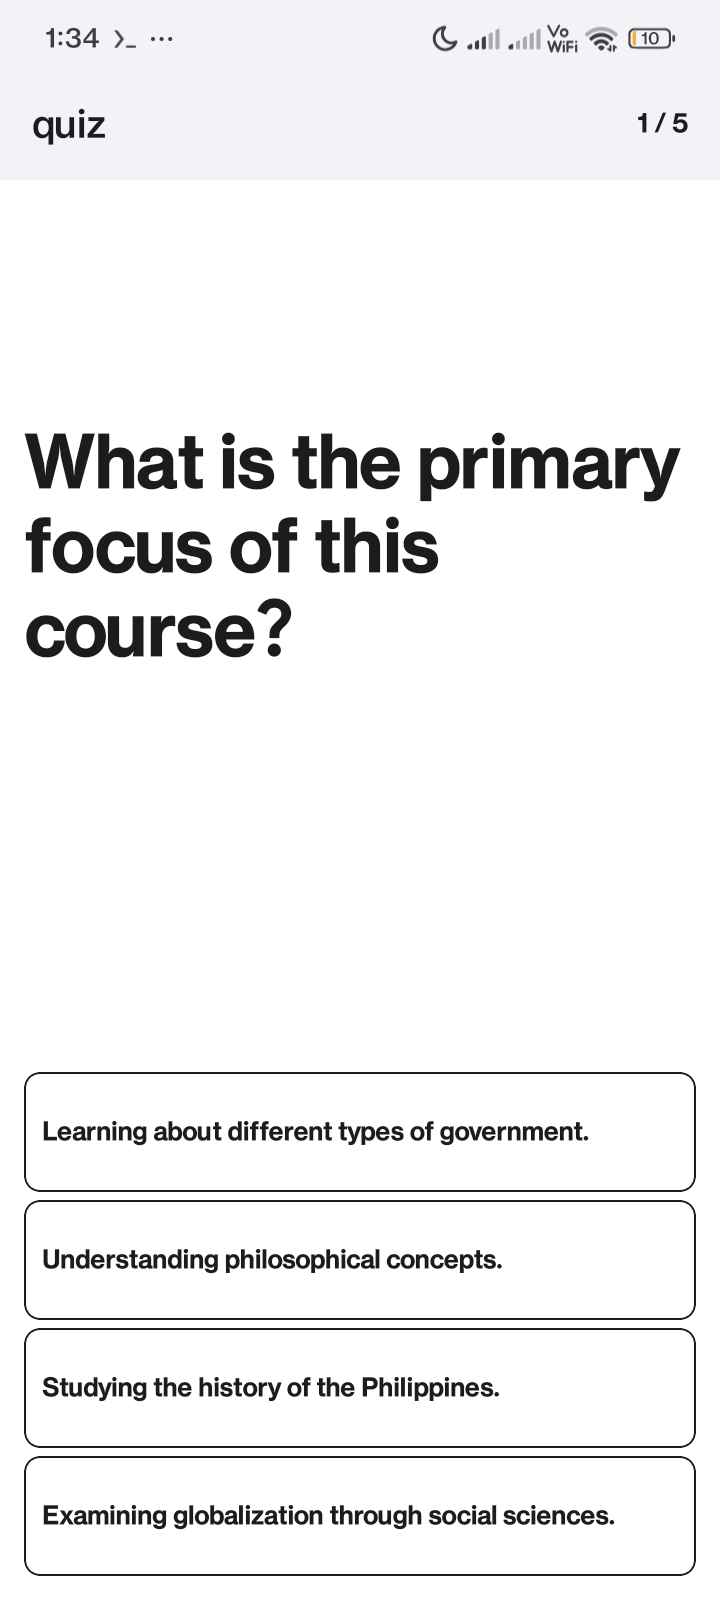 1:34
Vo
WiFi
10
quiz
1 / 5
What is the primary
focus of this
course?
Learning about different types of government.
Understanding philosophical concepts.
Studying the history of the Philippines.
Examining globalization through social sciences.